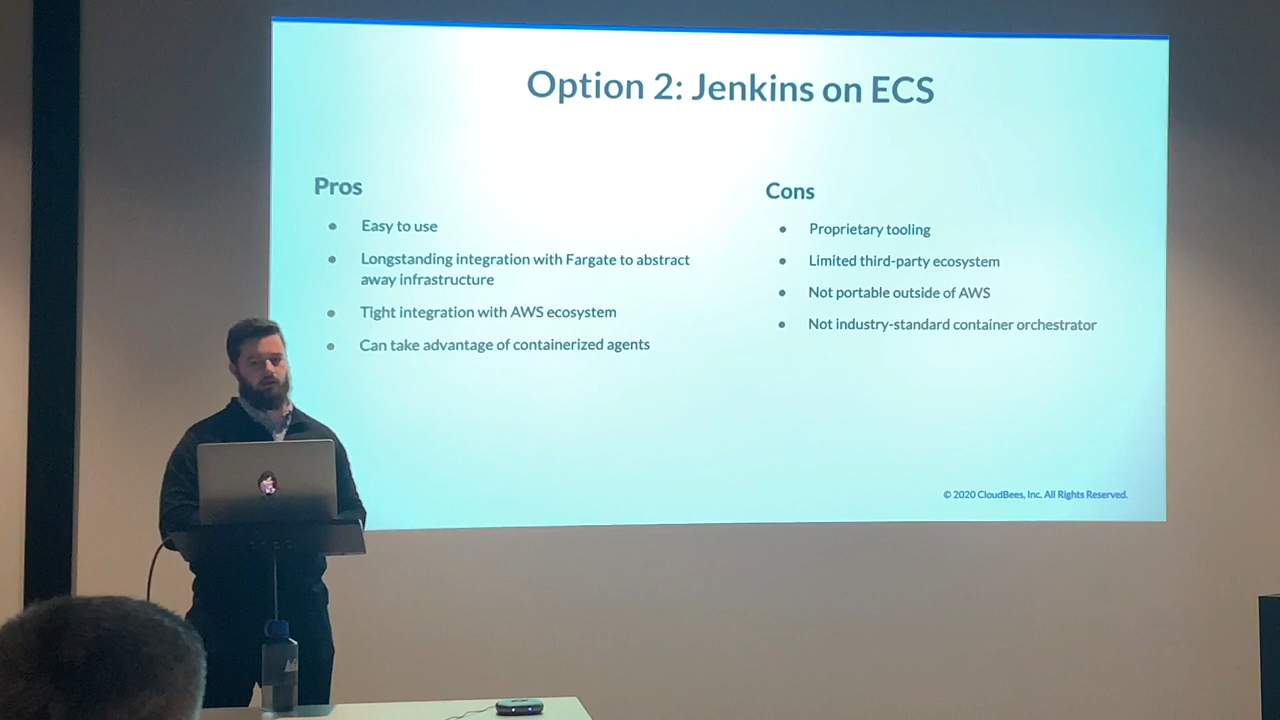 Option 2: Jenkins on ECS
Pros
• Easy to use
• Longstanding integration with Fargate to abstract
away infrastructure
• Tight integration with AWS ecosystem
• Can take advantage of containerized agents
Cons
• Proprietary tooling
• Limited third-party ecosystem
• Not portable outside of AWS
• Not industry-standard container orchestrator
© 2020 CloudBees, Inc. All Rights Reserved.